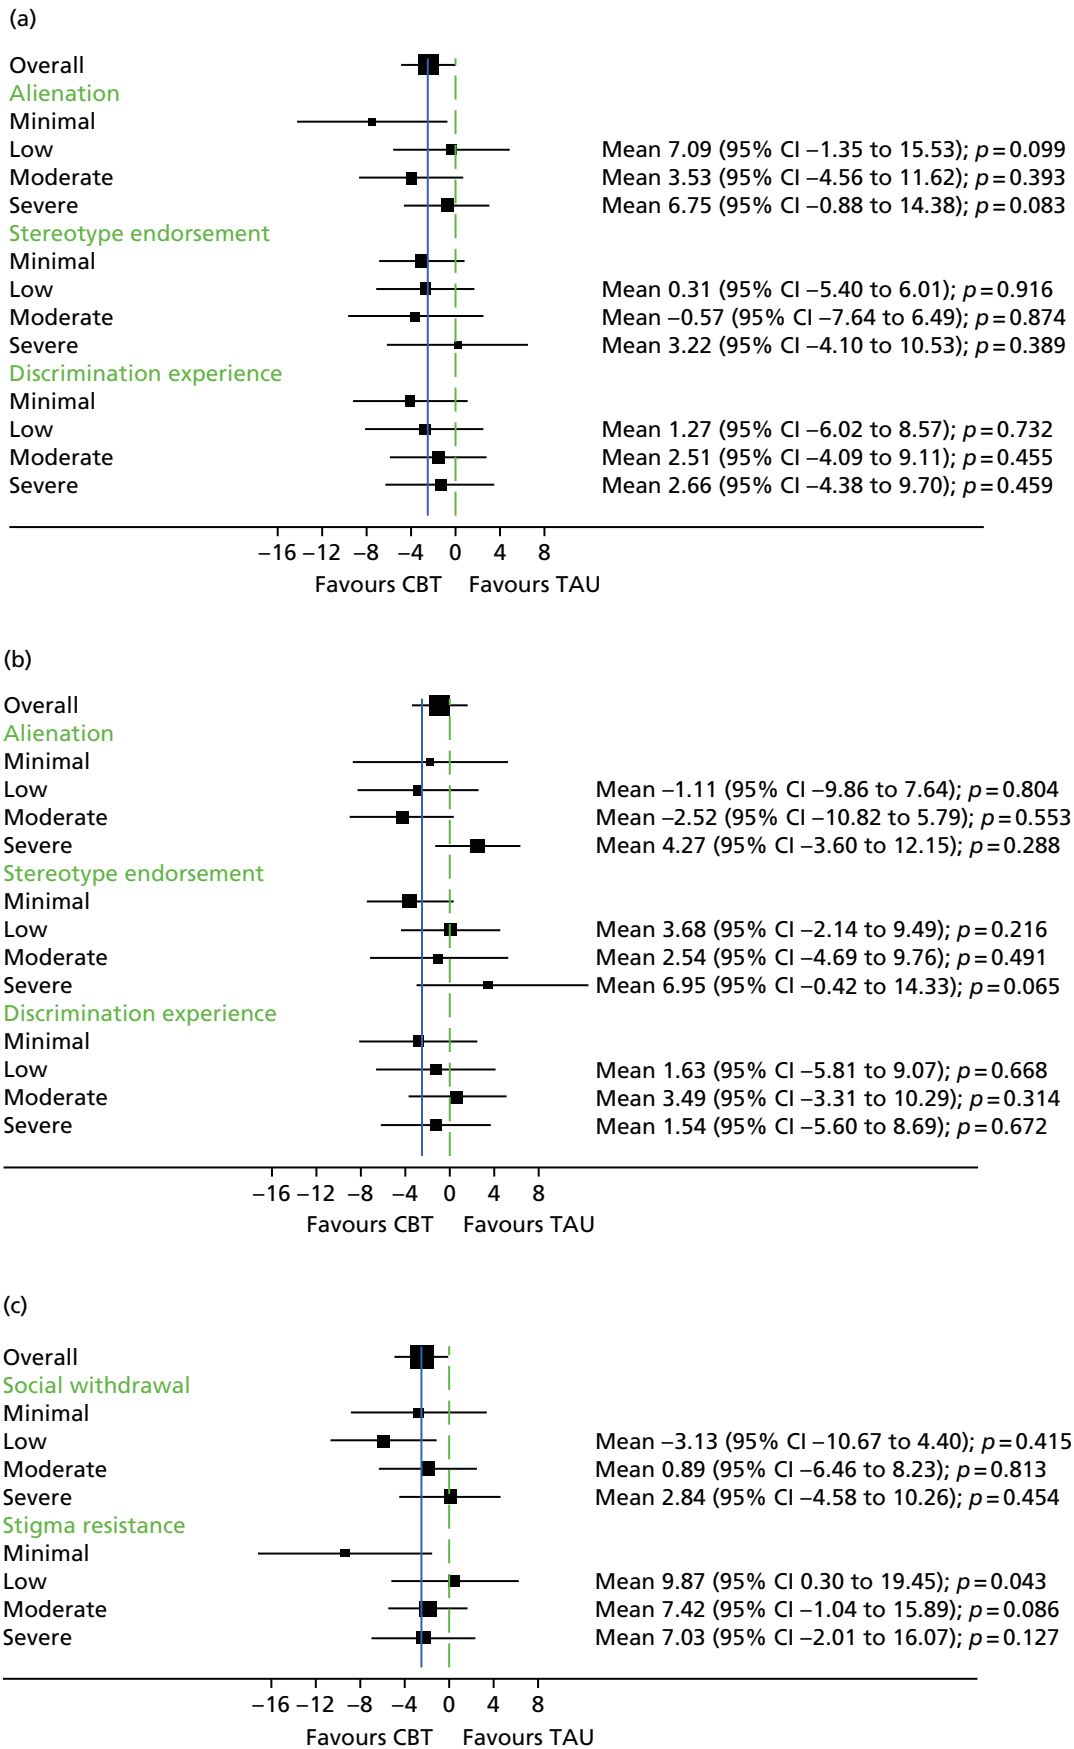 (a)
Overall
Alienation
Minimal
Low Mean 7.09 (95% CI −1.35 to 15.53); p=0.099
Moderate Mean 3.53 (95% CI −4.56 to 11.62); p=0.393
Severe Mean 6.75 (95% CI −0.88 to 14.38); p=0.083
Stereotype endorsement
Minimal
Low Mean 0.31 (95% CI −5.40 to 6.01); p=0.916
Moderate Mean −0.57 (95% CI −7.64 to 6.49); p=0.874
Severe Mean 3.22 (95% CI −4.10 to 10.53); p=0.389
Discrimination experience
Minimal
Low Mean 1.27 (95% CI −6.02 to 8.57); p=0.732
Moderate Mean 2.51 (95% CI −4.09 to 9.11); p=0.455
Severe Mean 2.66 (95% CI −4.38 to 9.70); p=0.459
−16 −12 −8 −4 0 4 8
Favours CBT Favours TAU
(b)
Overall
Alienation
Minimal
Low Mean −1.11 (95% CI −9.86 to 7.64); p=0.804
Moderate Mean −2.52 (95% CI −10.82 to 5.79); p=0.553
Severe Mean 4.27 (95% CI −3.60 to 12.15); p=0.288
Stereotype endorsement
Minimal
Low Mean 3.68 (95% CI −2.14 to 9.49); p=0.216
Moderate Mean 2.54 (95% CI −4.69 to 9.76); p=0.491
Severe Mean 6.95 (95% CI −0.42 to 14.33); p=0.065
Discrimination experience
Minimal
Low Mean 1.63 (95% CI −5.81 to 9.07); p=0.668
Moderate Mean 3.49 (95% CI −3.31 to 10.29); p=0.314
Severe Mean 1.54 (95% CI −5.60 to 8.69); p=0.672
−16 −12 −8 −4 0 4 8
Favours CBT Favours TAU
(c)
Overall
Social withdrawal
Minimal
Low Mean −3.13 (95% CI −10.67 to 4.40); p=0.415
Moderate Mean 0.89 (95% CI −6.46 to 8.23); p=0.813
Severe Mean 2.84 (95% CI −4.58 to 10.26); p=0.454
Stigma resistance
Minimal
Low Mean 9.87 (95% CI 0.30 to 19.45); p=0.043
Moderate Mean 7.42 (95% CI −1.04 to 15.89); p=0.086
Severe Mean 7.03 (95% CI −2.01 to 16.07); p=0.127
−16 −12 −8 −4 0 4 8
Favours CBT Favours TAU